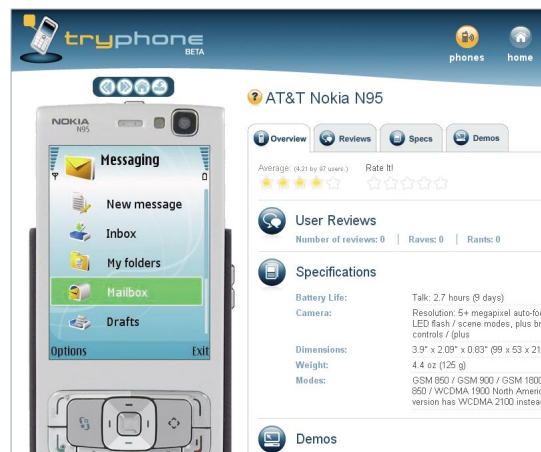 tryphone
BETA
phones
home
AT&T Nokia N95
NOKIA
N95
Overview
Reviews
Specs
Demos
Messaging
New message
Inbox
My folders
Mailbox
Drafts
Options
Exit
Average: (4.21 by 97 users.)
Rate It!
User Reviews
Number of reviews: 0 | Raves: 0 | Rants: 0
Specifications
Battery Life: Talk: 2.7 hours (9 days)
Camera: Resolution: 5+ megapixel auto-fo
LED flash / scene modes, plus br
controls / (plus
Dimensions: 3.9" x 2.09" x 0.83" (99 x 53 x 21
Weight: 4.4 oz (125 g)
Modes: GSM 850 / GSM 900 / GSM 1800
850 / WCDMA 1900 North Americ
version has WCDMA 2100 instea
Demos